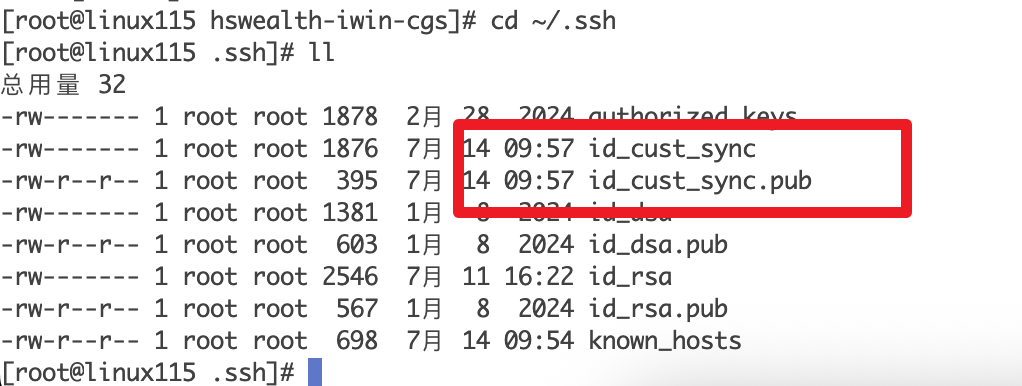 [root@linux115 hswealth-iwin-cgs]# cd ~/.ssh
[root@linux115 .ssh]# ll
总用量 32
-rw------- 1 root root 1878 2月 28 2024 authorized_keys
-rw------- 1 root root 1876 7月 14 09:57 id_cust_sync
-rw-r--r-- 1 root root 395 7月 14 09:57 id_cust_sync.pub
-rw------- 1 root root 1381 1月 8 2024 id_dsa
-rw-r--r-- 1 root root 603 1月 8 2024 id_dsa.pub
-rw------- 1 root root 2546 7月 11 16:22 id_rsa
-rw-r--r-- 1 root root 567 1月 8 2024 id_rsa.pub
-rw-r--r-- 1 root root 698 7月 14 09:54 known_hosts
[root@linux115 .ssh]#